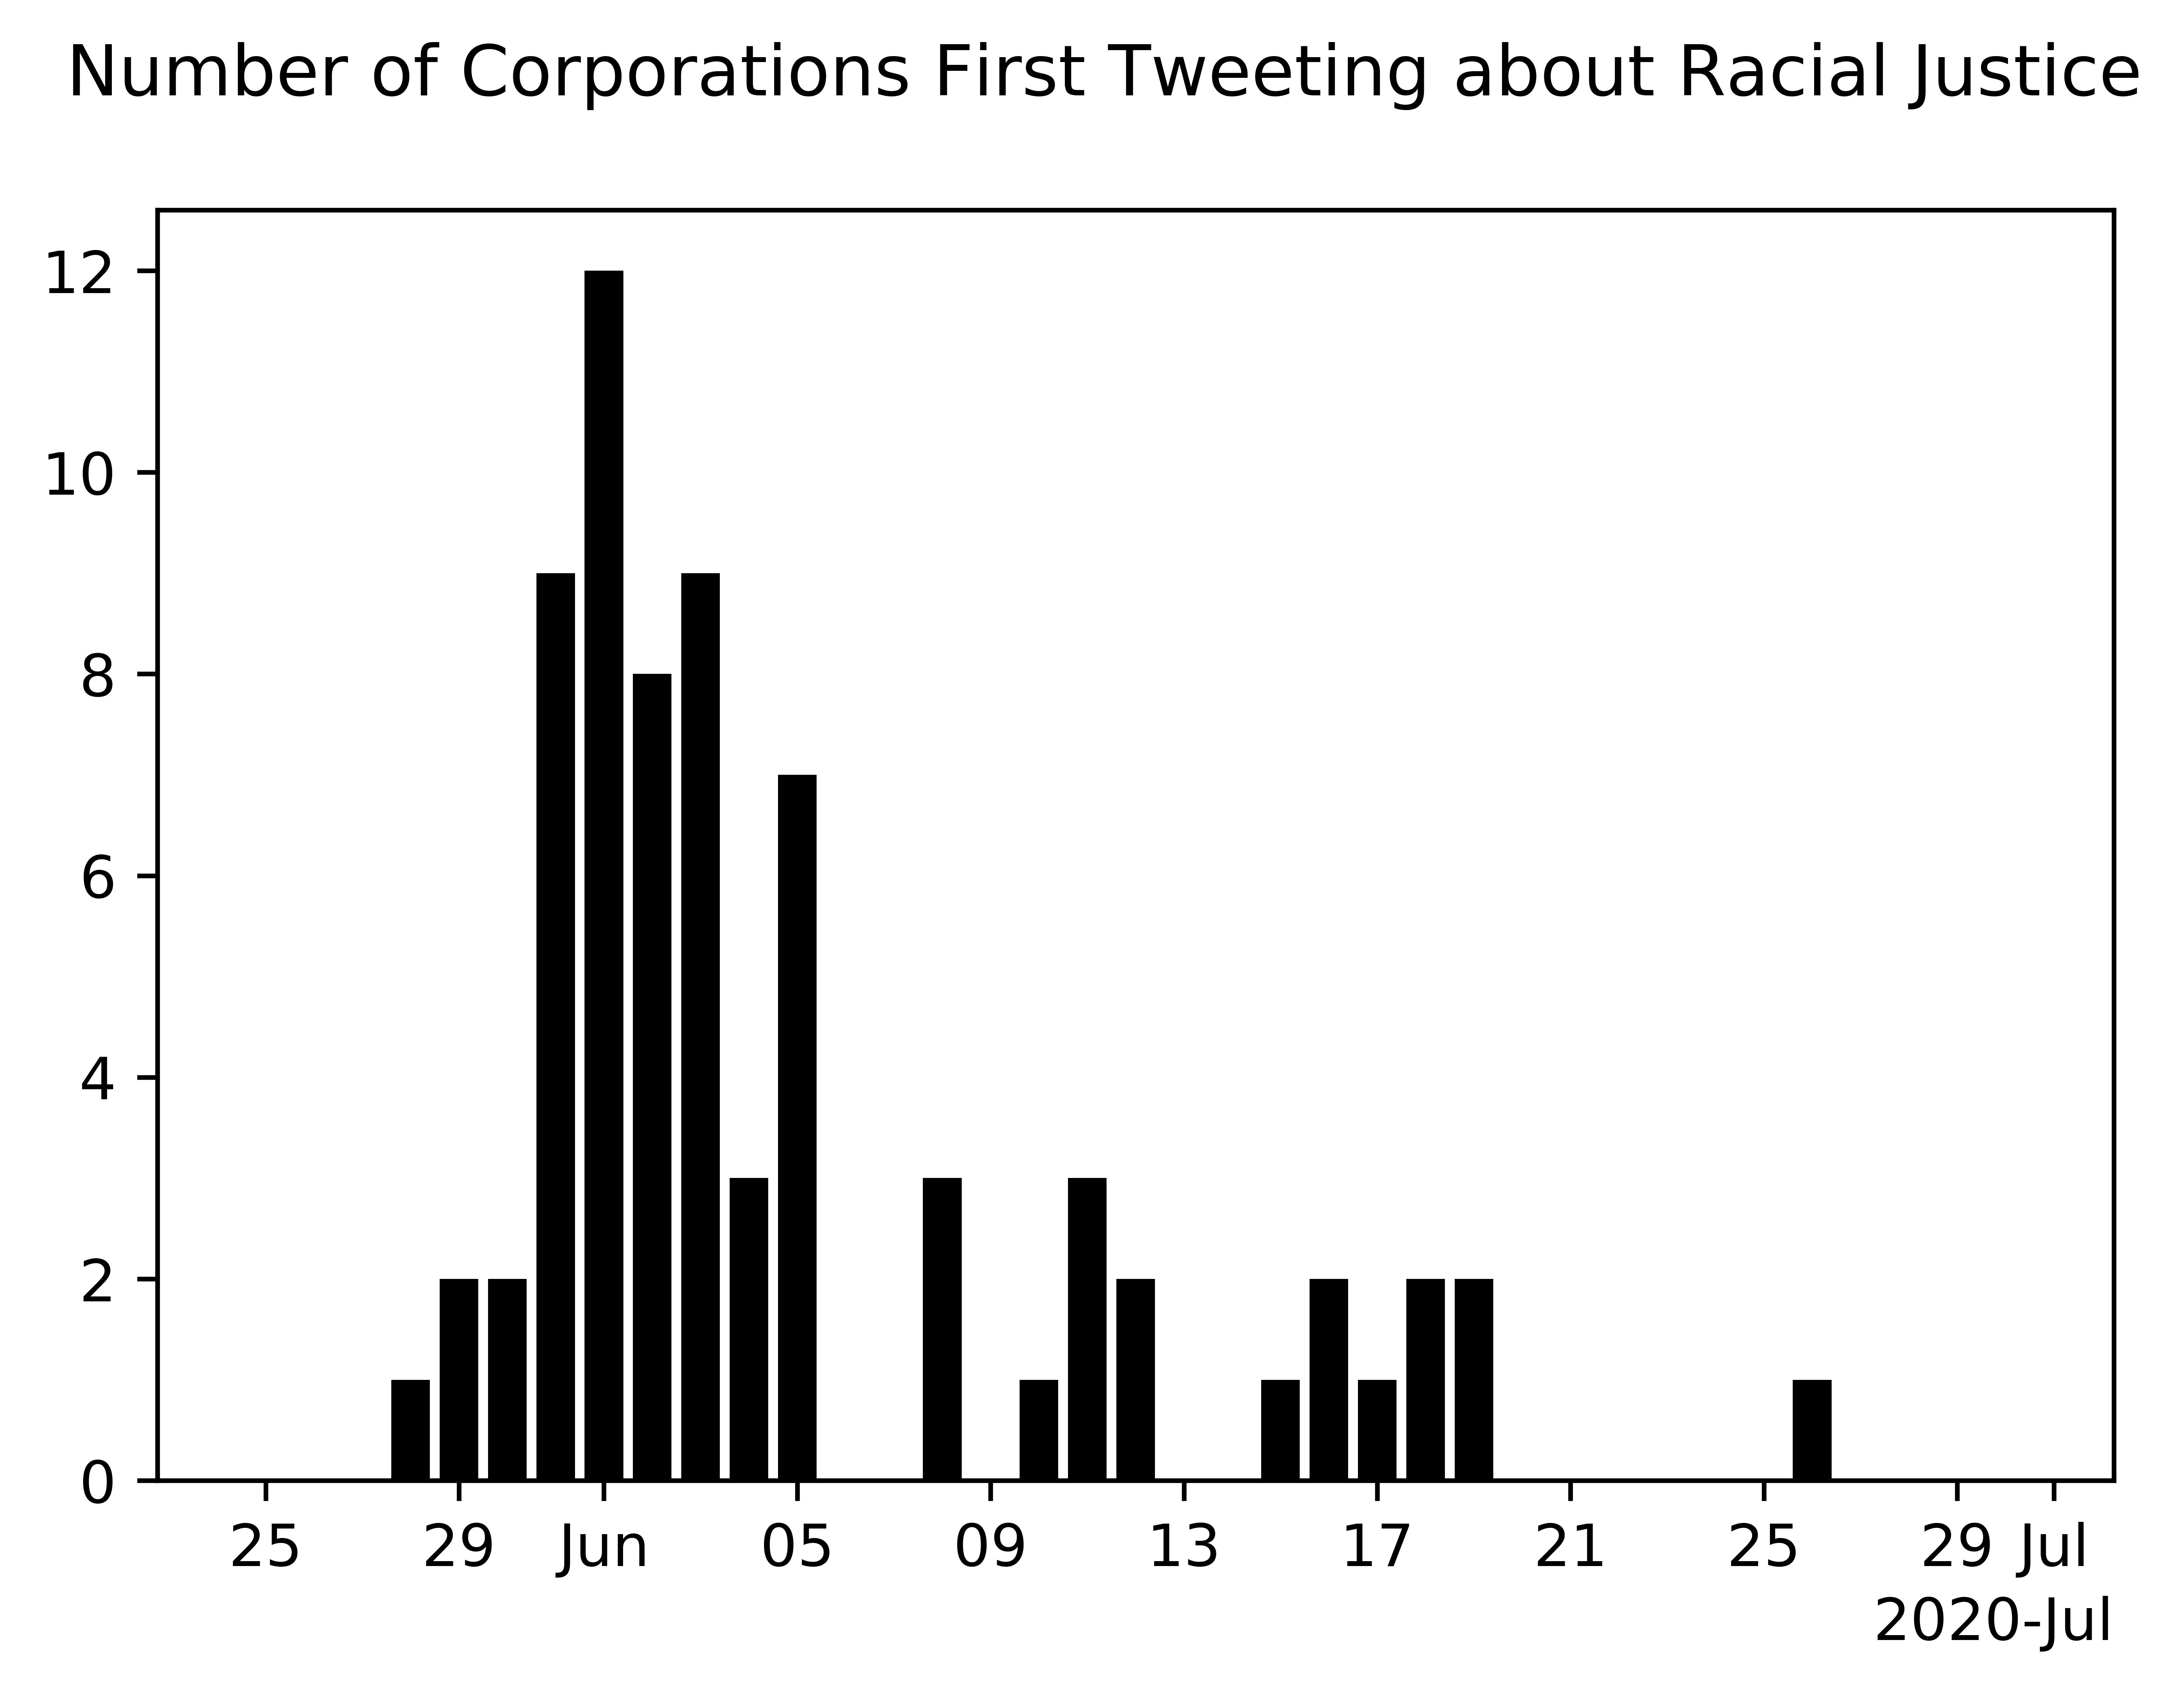 Number of Corporations First Tweeting about Racial Justice
12
10
8
6
4
2
0
25 29 Jun 05 09 13 17 21 25 29 Jul
2020-Jul